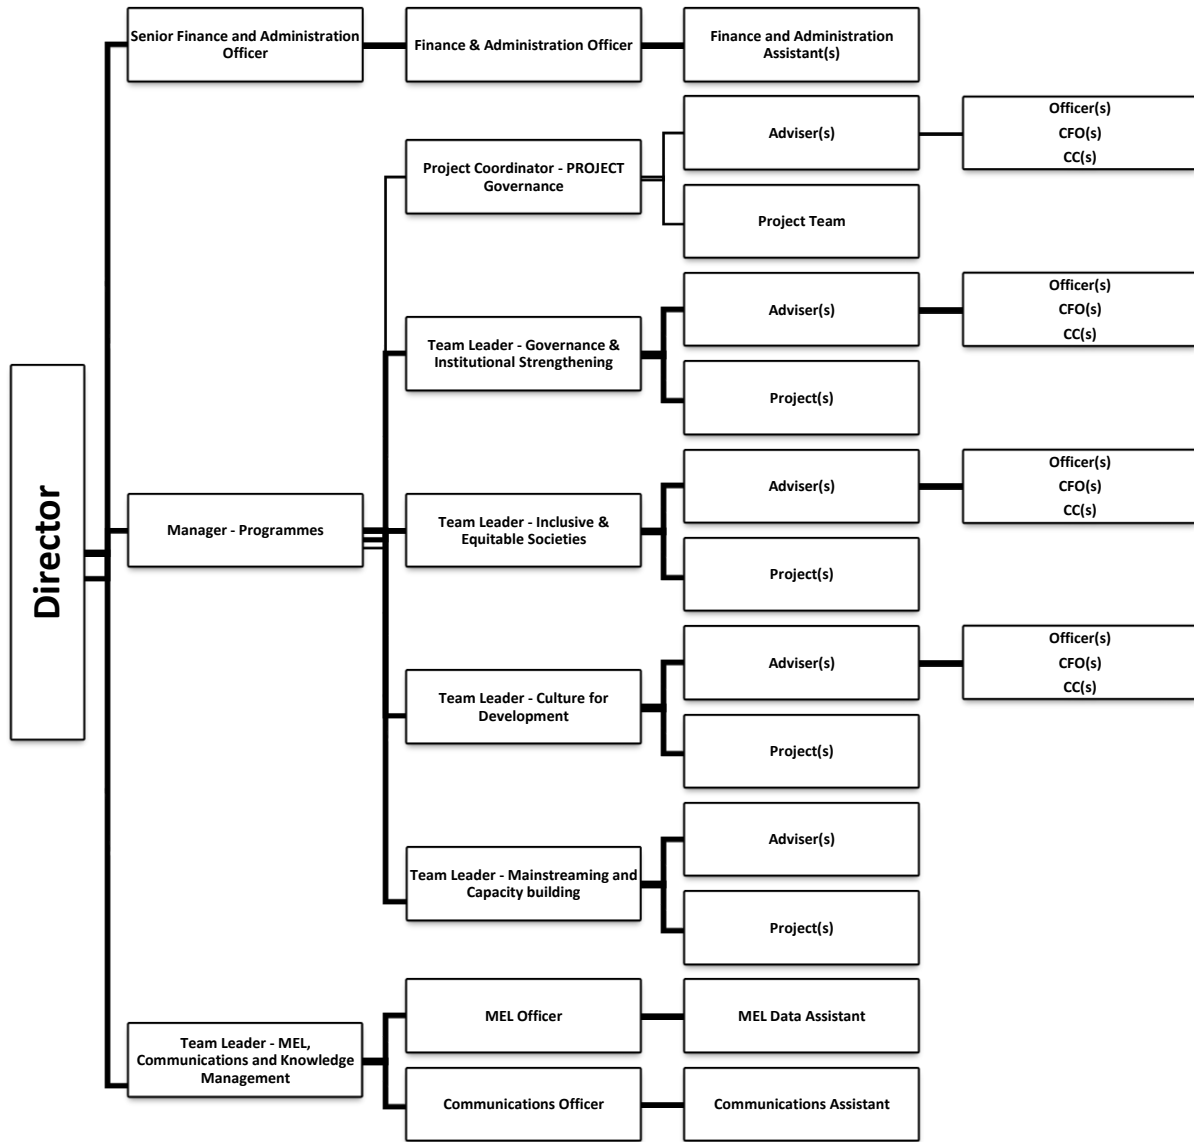 Director
Senior Finance and Administration
Officer
Finance & Administration Officer
Finance and Administration
Assistant(s)
Manager - Programmes
Project Coordinator - PROJECT
Governance
Adviser(s)
Officer(s)
CFO(s)
CC(s)
Project Team
Team Leader - Governance &
Institutional Strengthening
Adviser(s)
Officer(s)
CFO(s)
CC(s)
Project(s)
Team Leader - Inclusive &
Equitable Societies
Adviser(s)
Officer(s)
CFO(s)
CC(s)
Project(s)
Team Leader - Culture for
Development
Adviser(s)
Officer(s)
CFO(s)
CC(s)
Project(s)
Team Leader - Mainstreaming and
Capacity building
Adviser(s)
Project(s)
Team Leader - MEL,
Communications and Knowledge
Management
MEL Officer
MEL Data Assistant
Communications Officer
Communications Assistant